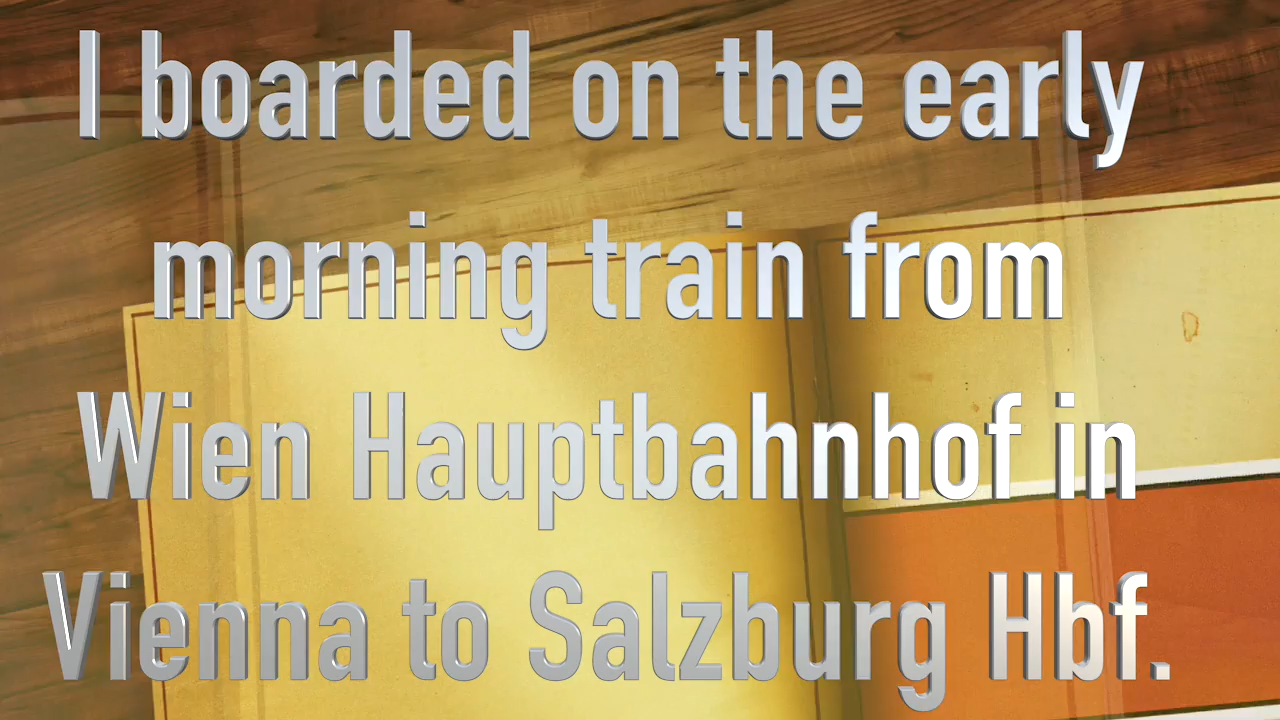 I boarded on the early
morning train from
Wien Hauptbahnhof in
Vienna to Salzburg Hbf.